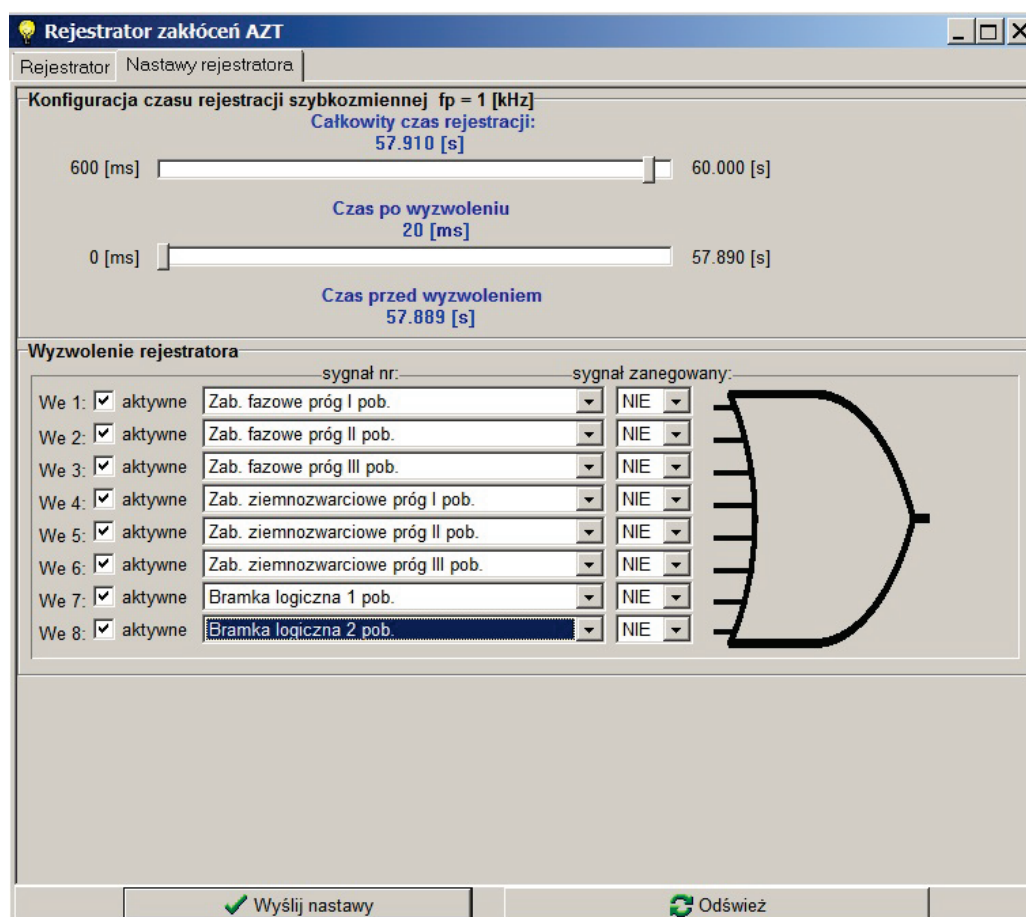 Rejestrator zakłóceń AZT
Rejestrator Nastawy rejestratora
Konfiguracja czasu rejestracji szybkozmiennej fp = 1 [kHz]
Całkowity czas rejestracji:
57.910 [s]
600 [ms] 60.000 [s]
Czas po wyzwoleniu
20 [ms]
0 [ms] 57.890 [s]
Czas przed wyzwoleniem
57.889 [s]
Wyzwolenie rejestratora
sygnał nr: sygnał zanegowany:
We 1: aktywne Zab. fazowe próg I pob. NIE
We 2: aktywne Zab. fazowe próg II pob. NIE
We 3: aktywne Zab. fazowe próg III pob. NIE
We 4: aktywne Zab. ziemnozwarciowe próg I pob. NIE
We 5: aktywne Zab. ziemnozwarciowe próg II pob. NIE
We 6: aktywne Zab. ziemnozwarciowe próg III pob. NIE
We 7: aktywne Bramka logiczna 1 pob. NIE
We 8: aktywne Bramka logiczna 2 pob. NIE
Wyślij nastawy Odśwież